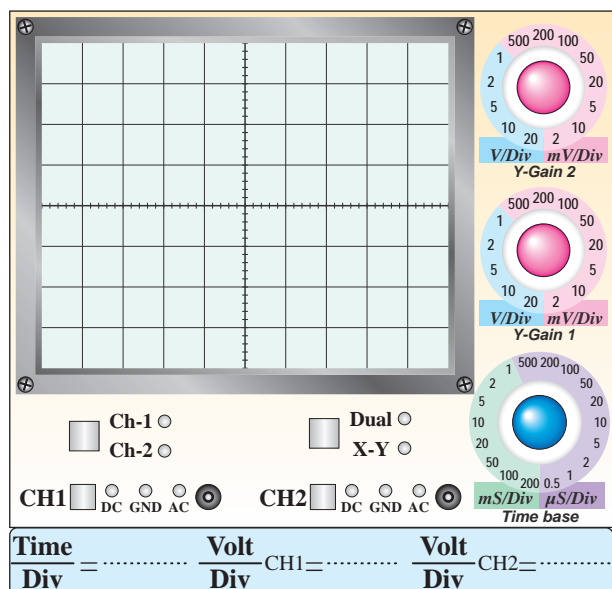 500 200 100
1 50
2 20
5 5
10 20 2 10
V/Div mV/Div
Y-Gain 2
500 200 100
1 50
2 20
5 5
10 20 2 10
V/Div mV/Div
Y-Gain 1
1 500 200
2 100
5 50
10 20
20 10
50 5
100 200 0.5 1 2
mS/Div µS/Div
Time base
Ch-1
Ch-2
Dual
X-Y
CH1 DC GND AC
CH2 DC GND AC
Time Volt Volt
= ............... CH1= ............... CH2= ...............
Div Div Div